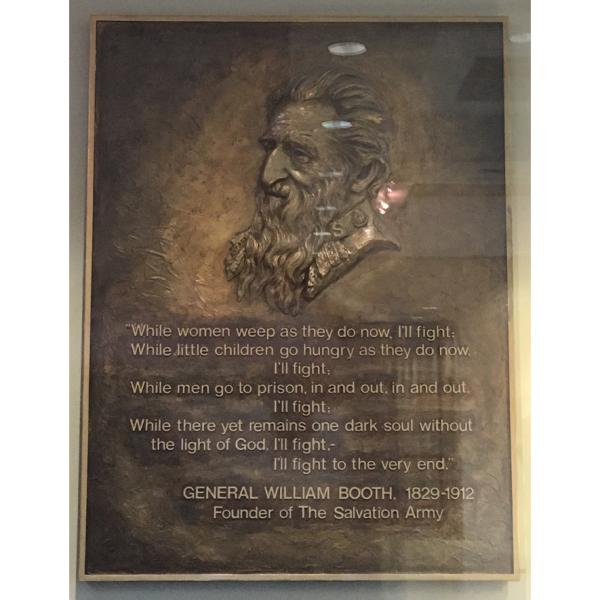 S
"While women weep as they do now, I'll fight;
While little children go hungry as they do now,
I'll fight;
While men go to prison, in and out, in and out,
I'll fight;
While there yet remains one dark soul without
the light of God, I'll fight,-
I'll fight to the very end."
GENERAL WILLIAM BOOTH, 1829-1912
Founder of The Salvation Army